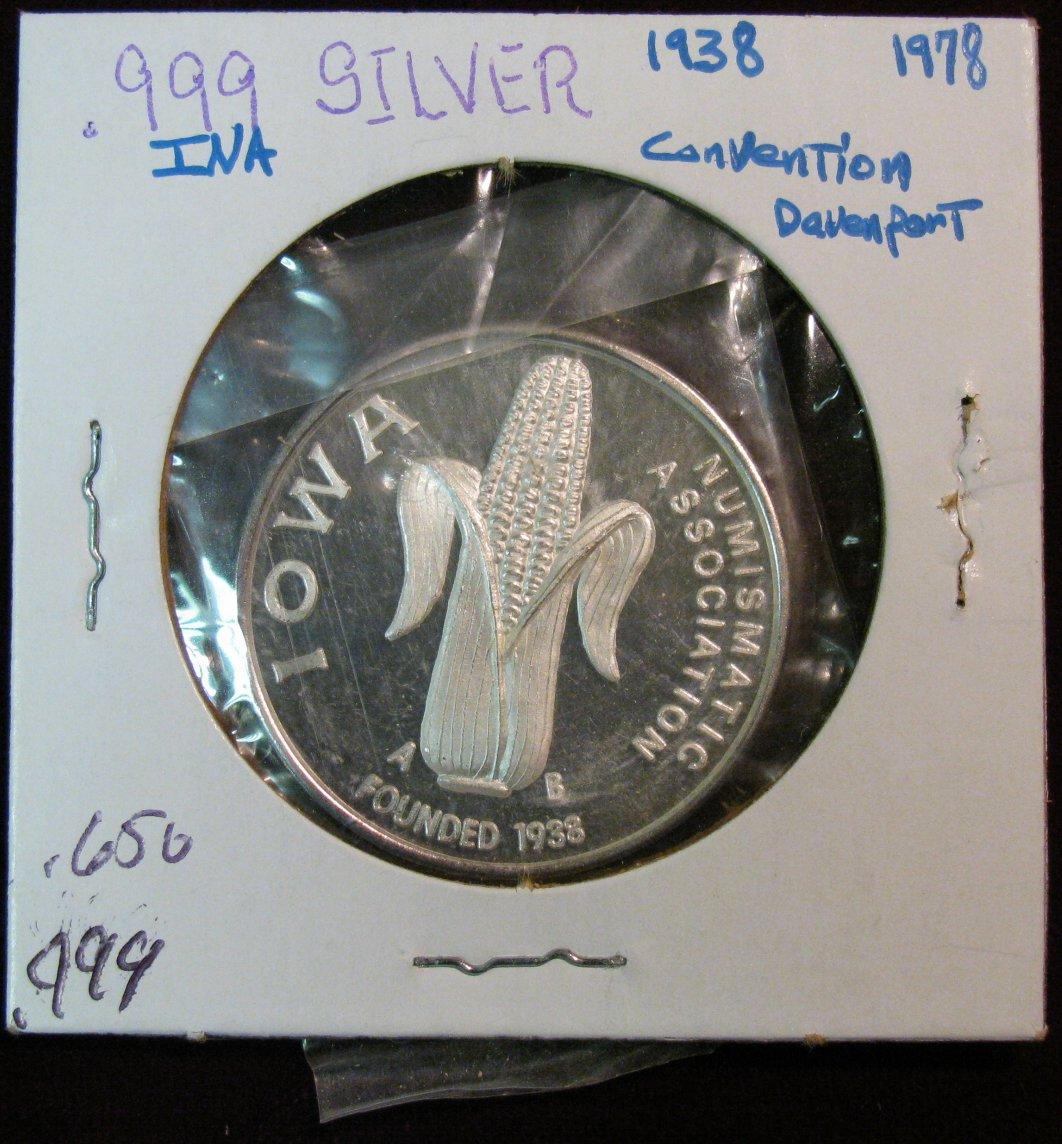 .999 SILVER
1938 1978
INA
Convention
Davenport
IOWA
NUMISMATIC
ASSOCIATION
A B
FOUNDED 1938
.650
.999